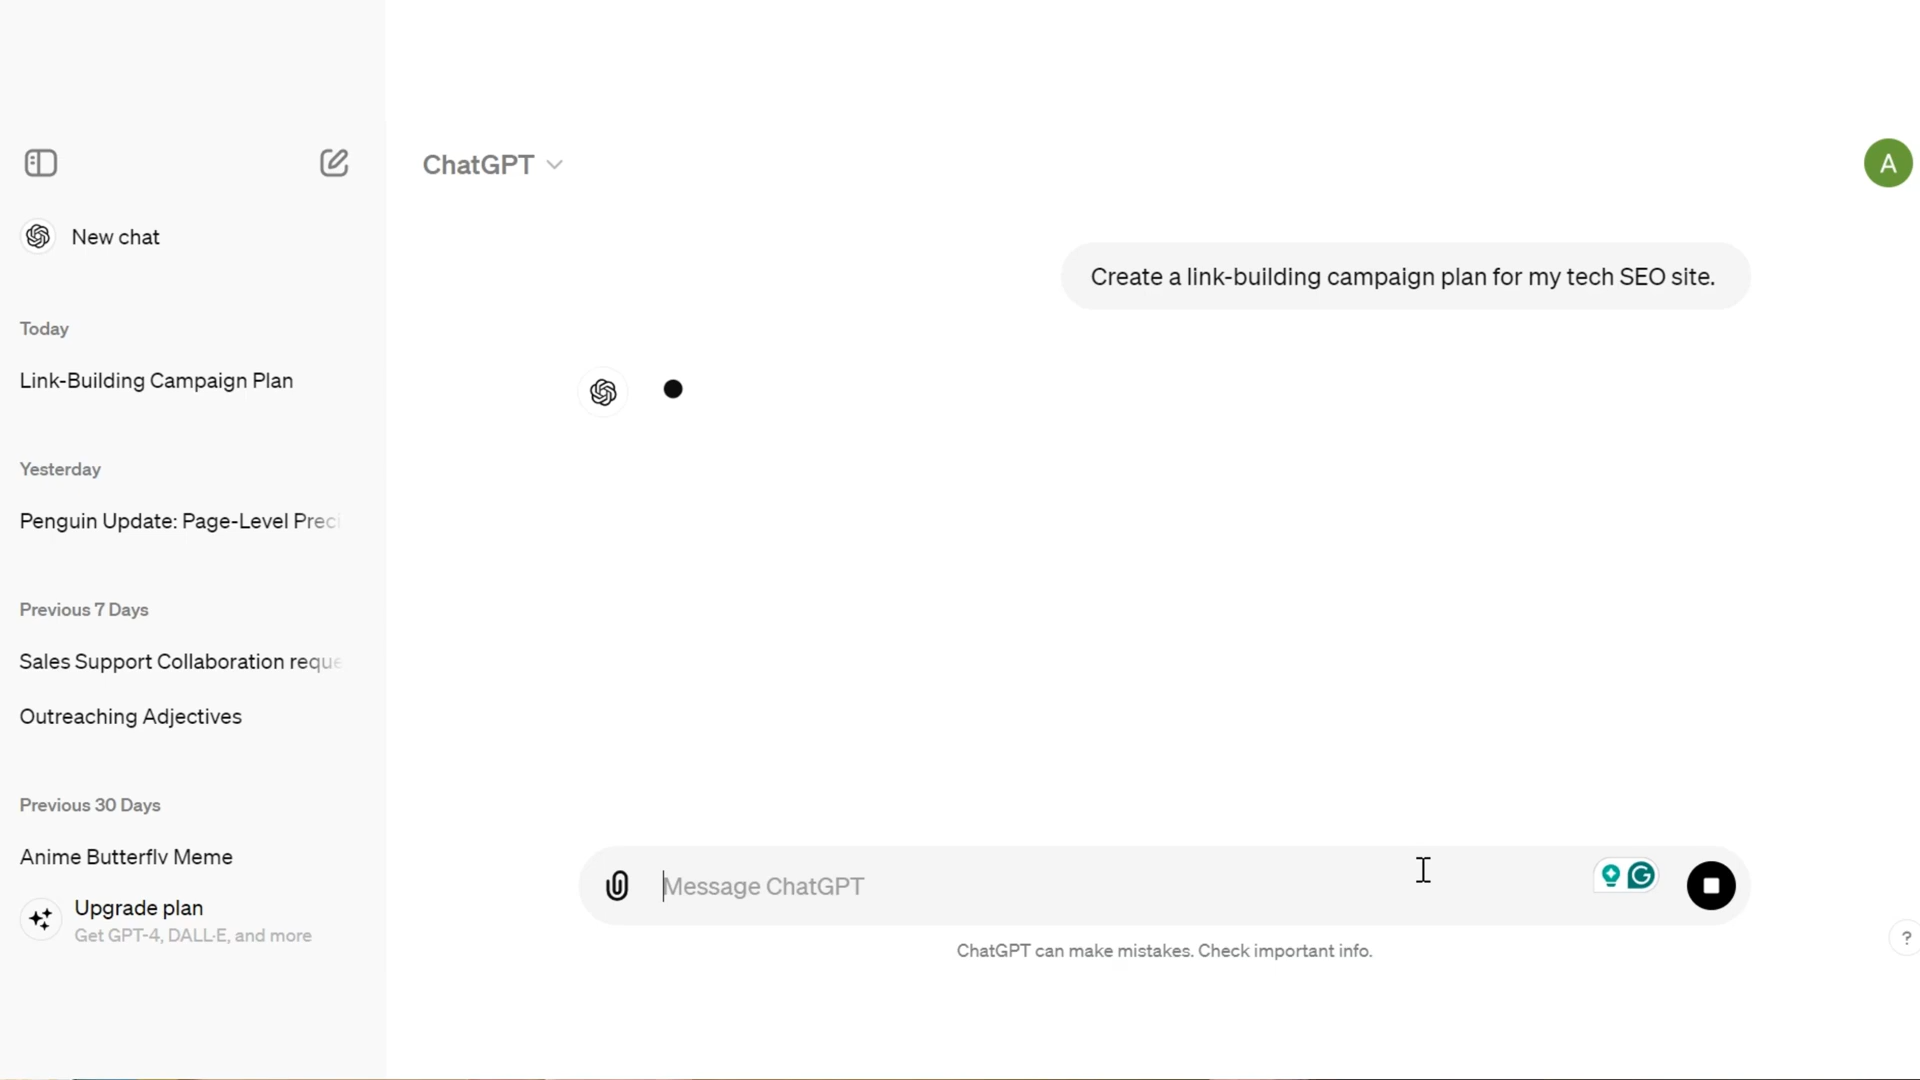 ChatGPT
A
New chat
Create a link-building campaign plan for my tech SEO site.
Today
Link-Building Campaign Plan
Yesterday
Penguin Update: Page-Level Preci
Previous 7 Days
Sales Support Collaboration reque
Outreaching Adjectives
Previous 30 Days
Anime Butterfly Meme
Upgrade plan
Get GPT-4, DALL·E, and more
Message ChatGPT
G
ChatGPT can make mistakes. Check important info.
?